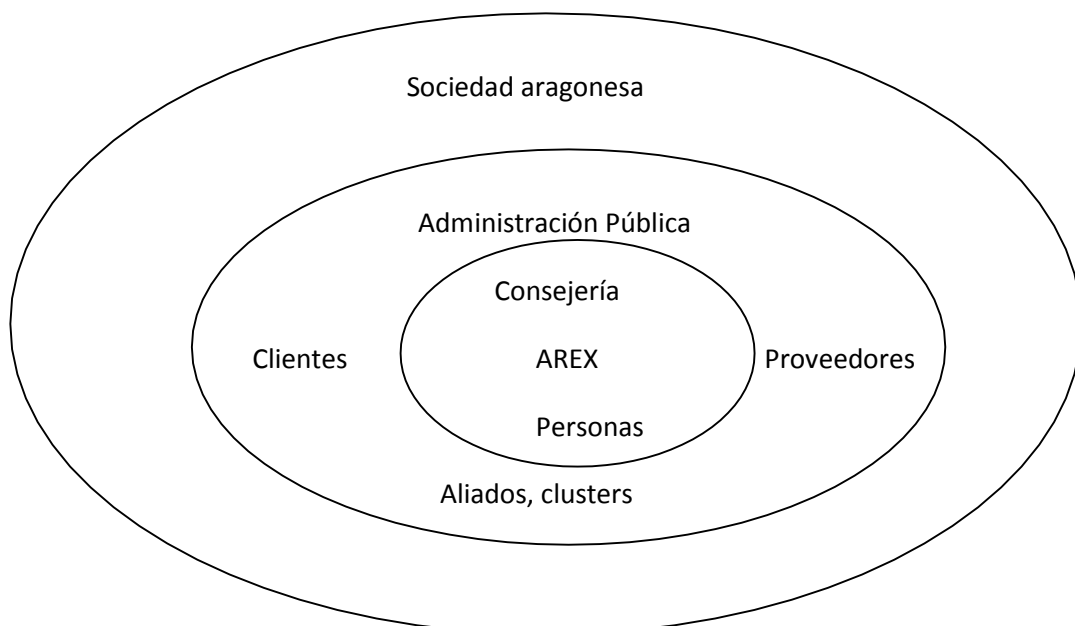 Sociedad aragonesa
Administración Pública
Consejería
Clientes
AREX
Proveedores
Personas
Aliados, clusters